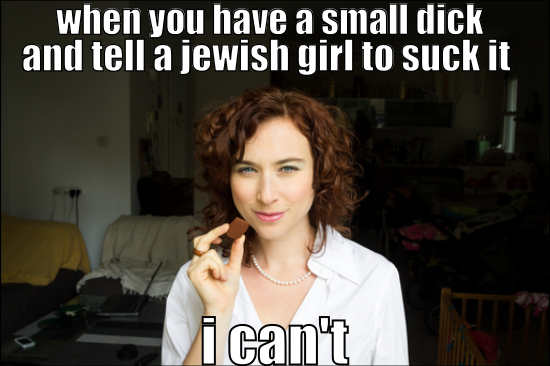 when you have a small dick
and tell a jewish girl to suck it
i can't